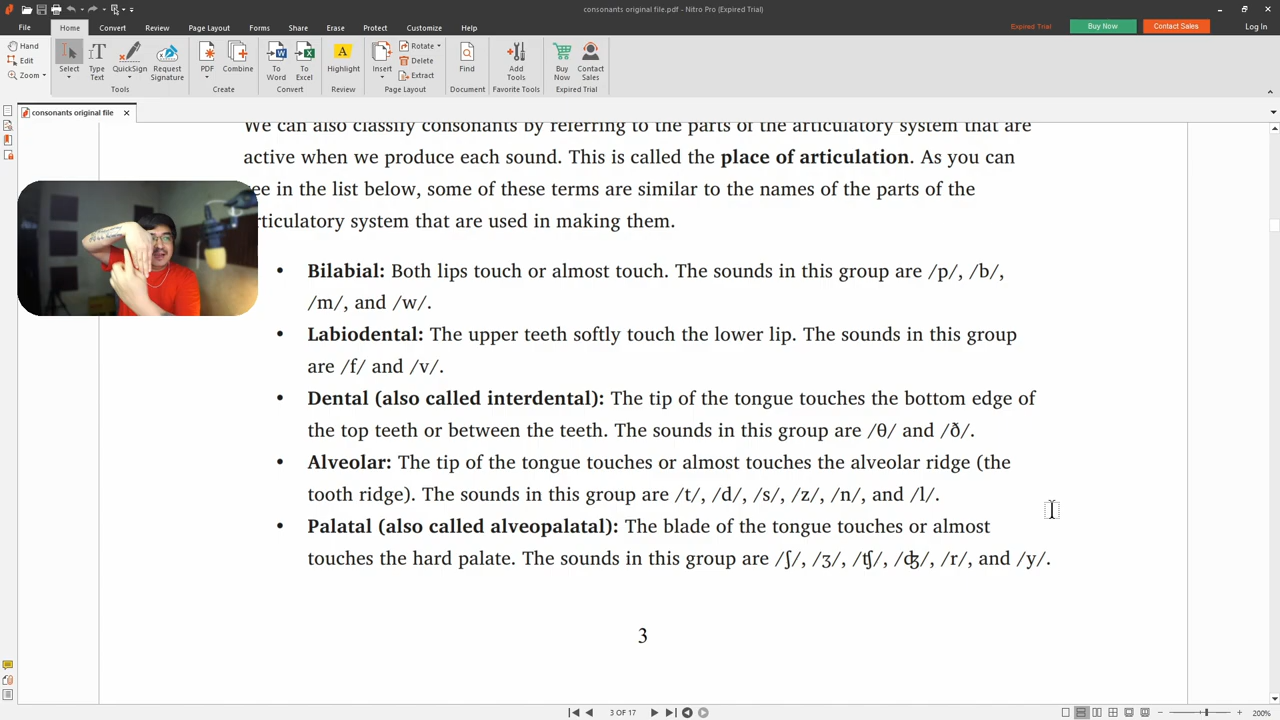 consonants original file.pdf - Nitro Pro (Expired Trial)
File Home Convert Review Page Layout Forms Share Erase Protect Customize Help Expired Trial Buy Now Contact Sales Log In
Hand
Edit
Zoom
Select
Type Text
QuickSign
Request Signature
Tools
PDF
Combine
Create
To Word
To Excel
Convert
Highlight
Review
Insert
Rotate
Delete
Extract
Page Layout
Find
Document
Add Tools
Favorite Tools
Buy Now
Contact Sales
Expired Trial
consonants original file
We can also classify consonants by referring to the parts of the articulatory system that are
active when we produce each sound. This is called the place of articulation. As you can
ee in the list below, some of these terms are similar to the names of the parts of the
rticulatory system that are used in making them.
• Bilabial: Both lips touch or almost touch. The sounds in this group are /p/, /b/,
/m/, and /w/.
• Labiodental: The upper teeth softly touch the lower lip. The sounds in this group
are /f/ and /v/.
• Dental (also called interdental): The tip of the tongue touches the bottom edge of
the top teeth or between the teeth. The sounds in this group are /θ/ and /ð/.
• Alveolar: The tip of the tongue touches or almost touches the alveolar ridge (the
tooth ridge). The sounds in this group are /t/, /d/, /s/, /z/, /n/, and /l/.
• Palatal (also called alveopalatal): The blade of the tongue touches or almost
touches the hard palate. The sounds in this group are /ʃ/, /ʒ/, /ʧ/, /ʤ/, /r/, and /y/.
3
3 OF 17
200%